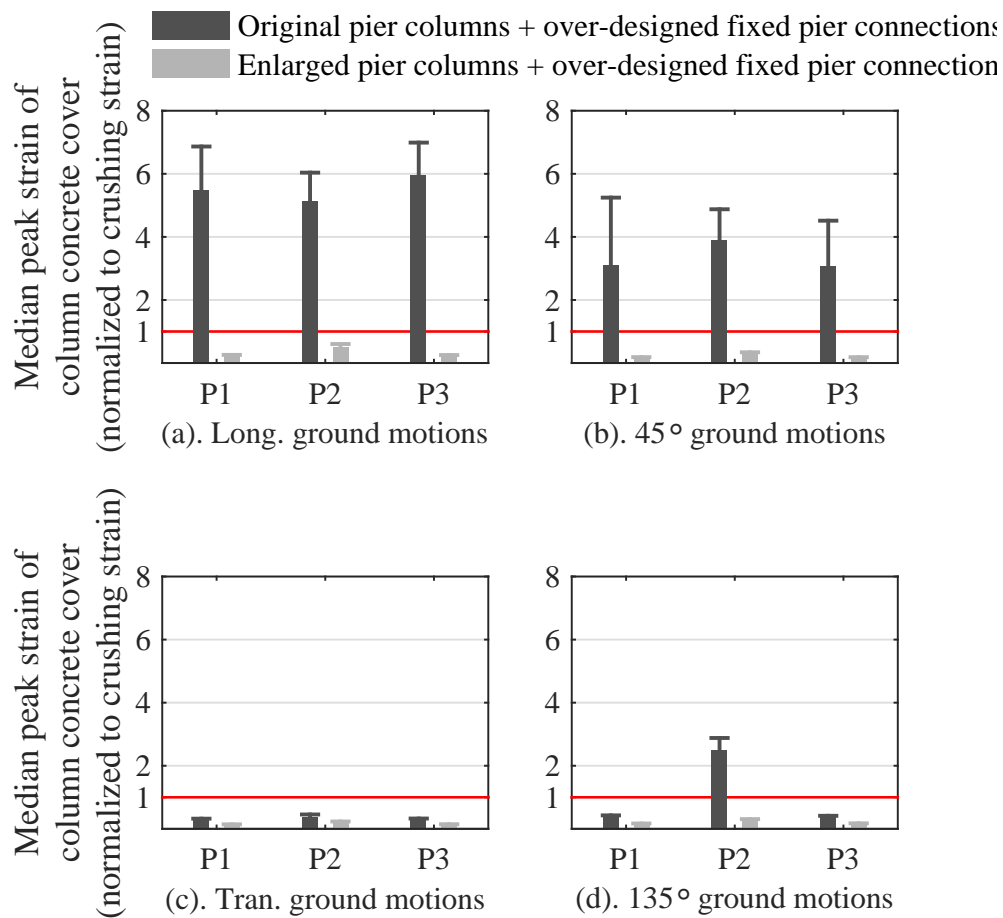 Original pier columns + over-designed fixed pier connections
Enlarged pier columns + over-designed fixed pier connection
Median peak strain of
column concrete cover
(normalized to crushing strain)
8
6
4
2
1
P1 P2 P3
(a). Long. ground motions
8
6
4
2
1
P1 P2 P3
(b). 45° ground motions
Median peak strain of
column concrete cover
(normalized to crushing strain)
8
6
4
2
1
P1 P2 P3
(c). Tran. ground motions
8
6
4
2
1
P1 P2 P3
(d). 135° ground motions